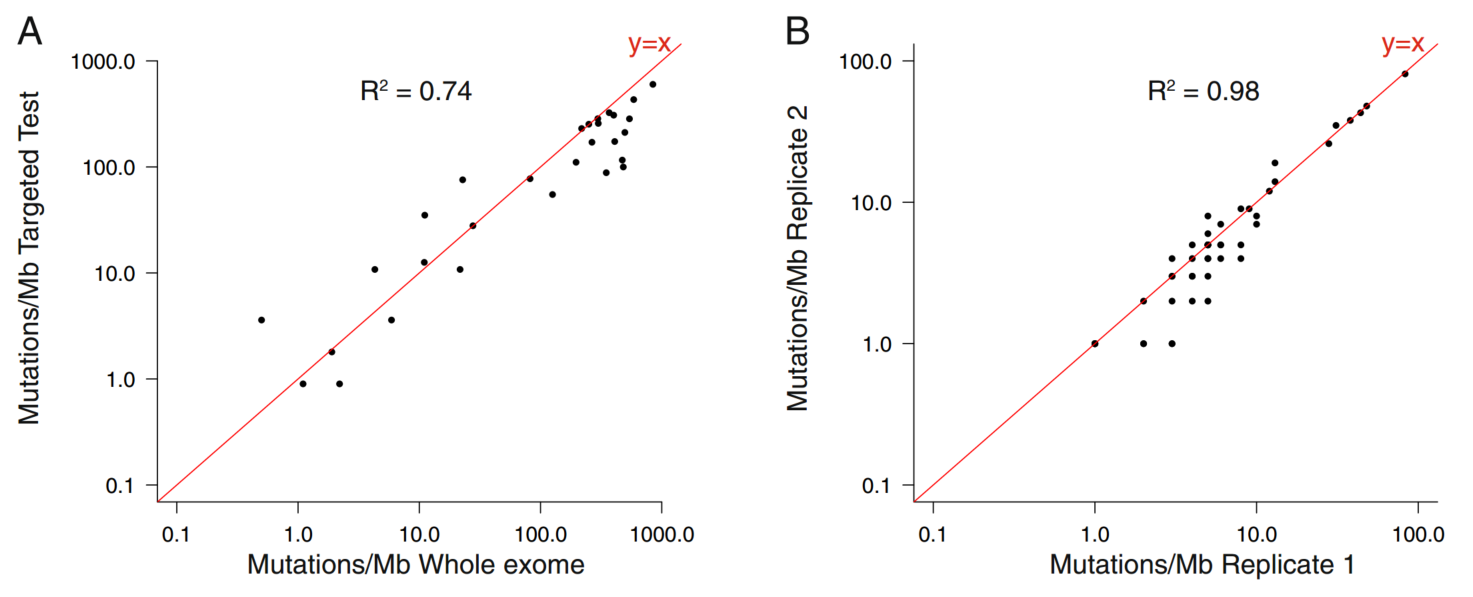 A
y=x
R² = 0.74
1000.0
100.0
10.0
1.0
0.1
Mutations/Mb Targeted Test
0.1 1.0 10.0 100.0 1000.0
Mutations/Mb Whole exome
B
y=x
R² = 0.98
100.0
10.0
1.0
0.1
Mutations/Mb Replicate 2
0.1 1.0 10.0 100.0
Mutations/Mb Replicate 1